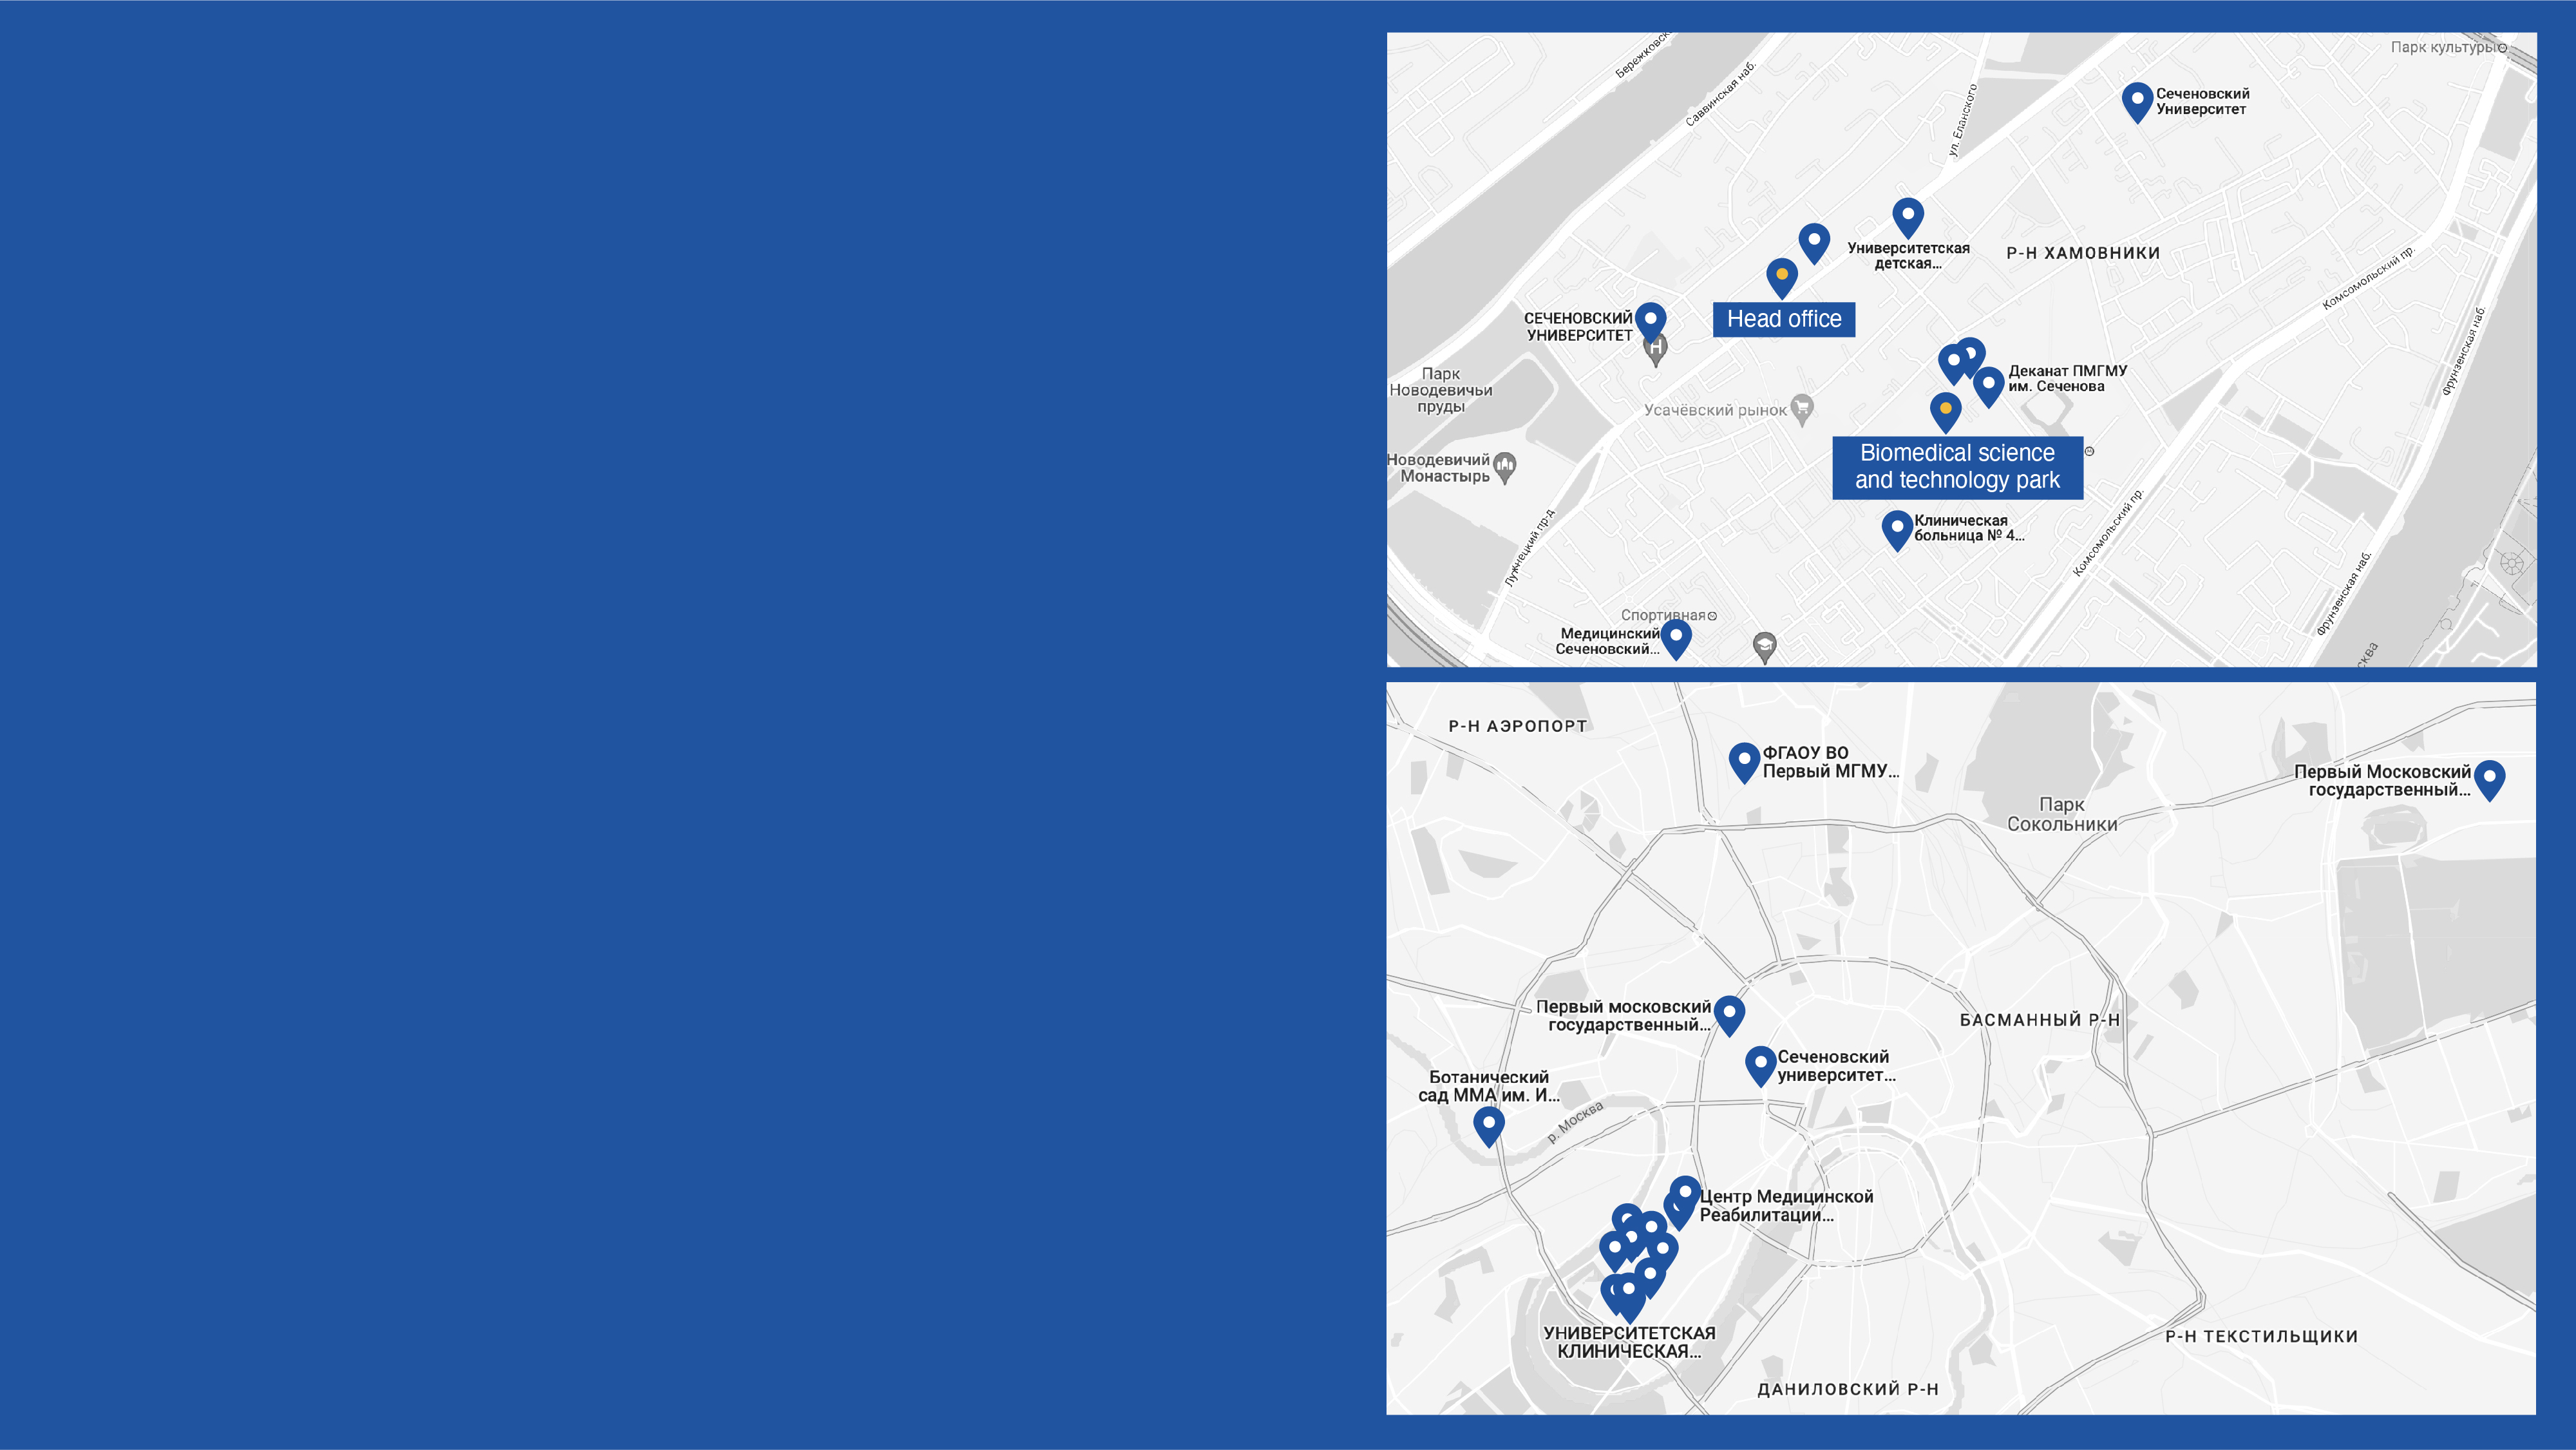 Бережковск
Саввинская наб.
ул. Еланского
Парк культуры
Сеченовский
Университет
Университетская
детская...
Р-Н ХАМОВНИКИ
Комсомольский пр.
Фрунзенская наб.
СЕЧЕНОВСКИЙ
УНИВЕРСИТЕТ
H
Head office
Парк
Новодевичьи
пруды
Усачёвский рынок
Деканат ПМГМУ
им. Сеченова
Новодевичий
Монастырь
Biomedical science
and technology park
Лужнецкий пр-д
Клиническая
больница № 4...
Комсомольский пр.
Фрунзенская наб.
Спортивная
Медицинский
Сеченовский...
сква
Р-Н АЭРОПОРТ
ФГАОУ ВО
Первый МГМУ...
Первый Московский
государственный...
Парк
Сокольники
Первый московский
государственный...
БАСМАННЫЙ Р-Н
Сеченовский
университет...
Ботанический
сад ММА им. И...
р. Москва
Центр Медицинской
Реабилитации...
УНИВЕРСИТЕТСКАЯ
КЛИНИЧЕСКАЯ...
Р-Н ТЕКСТИЛЬЩИКИ
ДАНИЛОВСКИЙ Р-Н